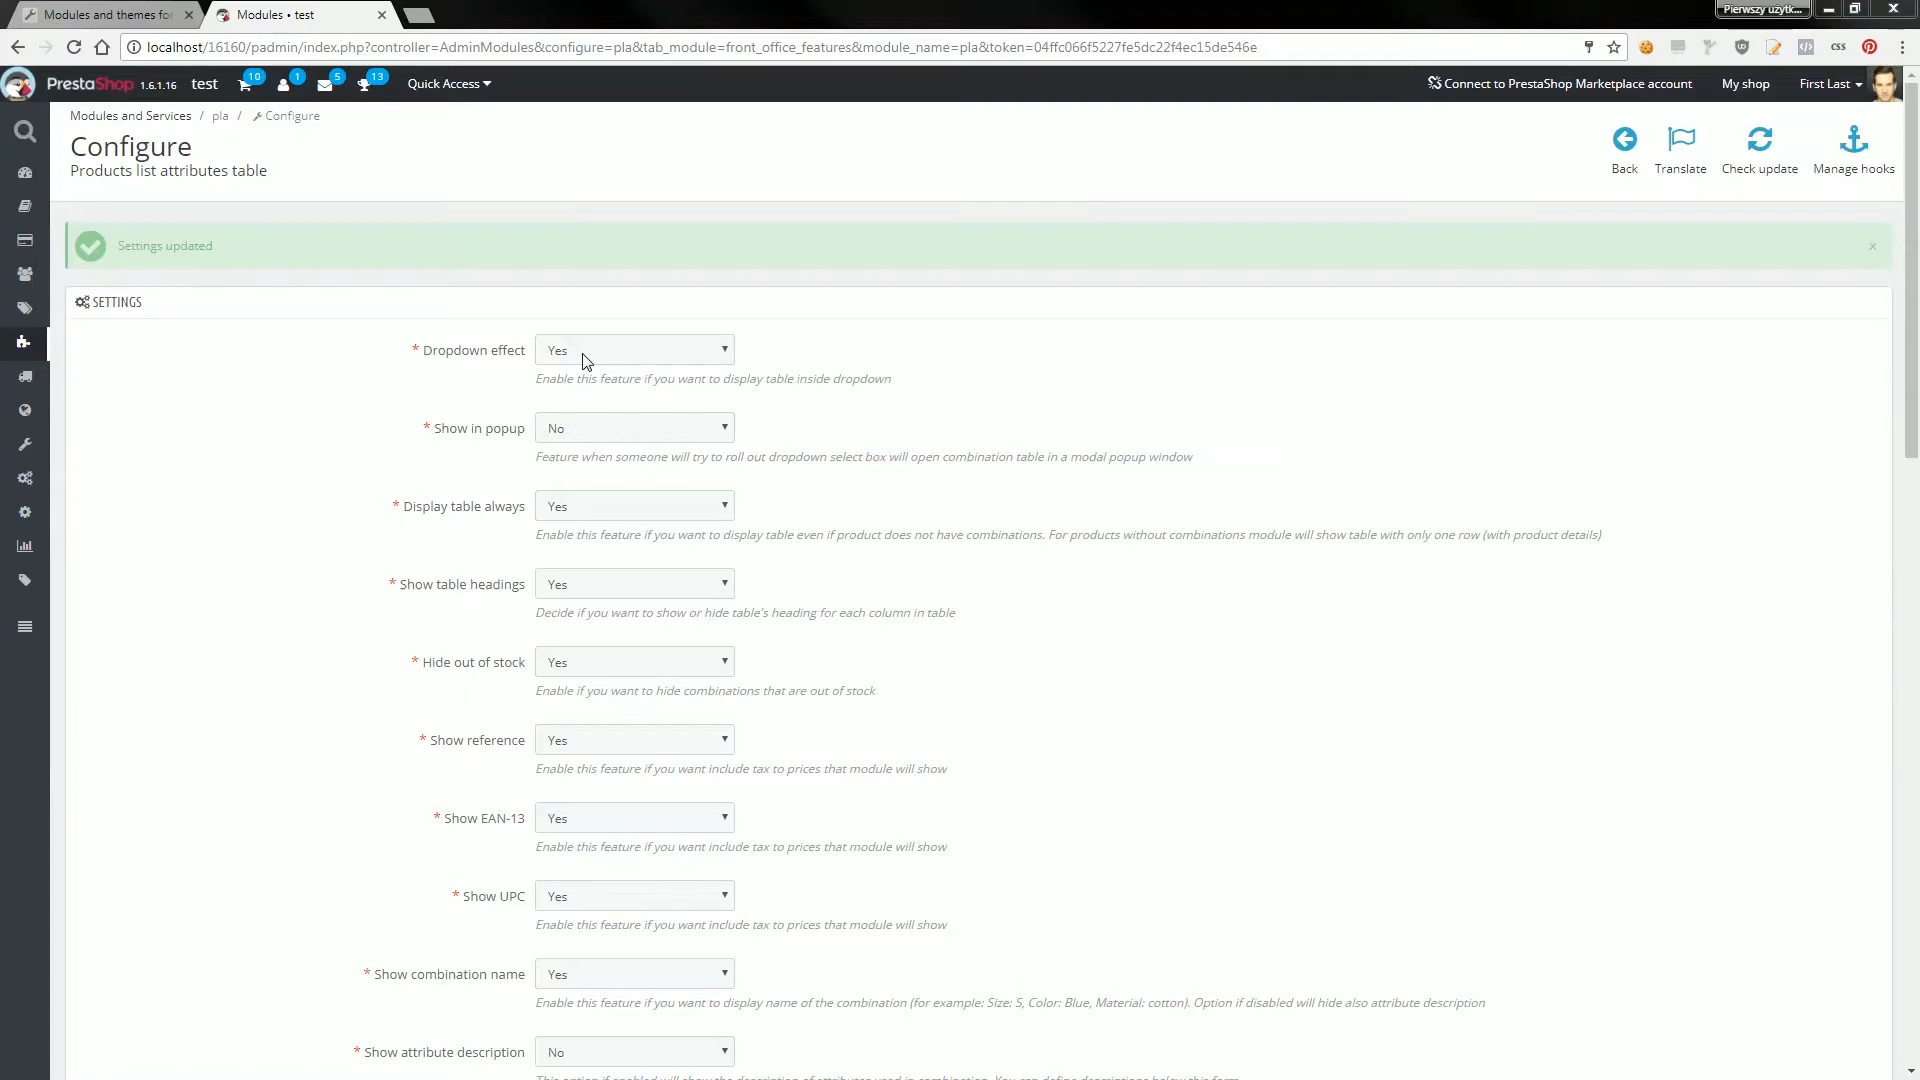 Modules and themes for
Modules • test
Pierwszy użytk...
localhost/16160/padmin/index.php?controller=AdminModules&configure=pla&tab_module=front_office_features&module_name=pla&token=04ffc066f5227fe5dc22f4ec15de546e
PrestaShop 1.6.1.16 test 10 1 5 13 Quick Access
Connect to PrestaShop Marketplace account My shop First Last
Modules and Services / pla / Configure
Configure
Products list attributes table
Back Translate Check update Manage hooks
Settings updated
SETTINGS
* Dropdown effect Yes
Enable this feature if you want to display table inside dropdown
* Show in popup No
Feature when someone will try to roll out dropdown select box will open combination table in a modal popup window
* Display table always Yes
Enable this feature if you want to display table even if product does not have combinations. For products without combinations module will show table with only one row (with product details)
* Show table headings Yes
Decide if you want to show or hide table's heading for each column in table
* Hide out of stock Yes
Enable if you want to hide combinations that are out of stock
* Show reference Yes
Enable this feature if you want include tax to prices that module will show
* Show EAN-13 Yes
Enable this feature if you want include tax to prices that module will show
* Show UPC Yes
Enable this feature if you want include tax to prices that module will show
* Show combination name Yes
Enable this feature if you want to display name of the combination (for example: Size: S, Color: Blue, Material: cotton). Option if disabled will hide also attribute description
* Show attribute description No